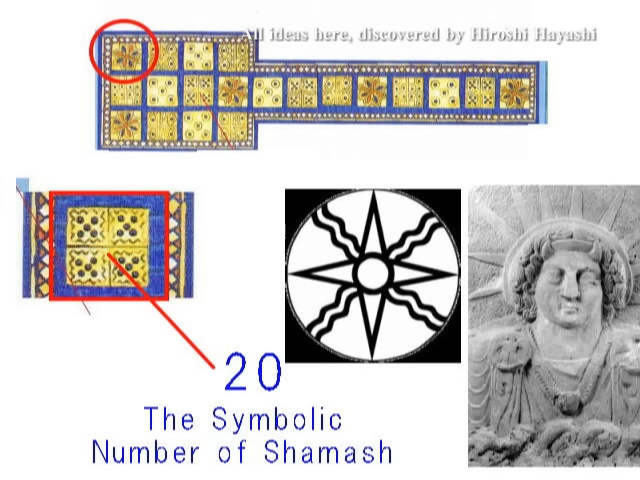 All ideas here, discovered by Hiroshi Hayashi
20
The Symbolic
Number of Shamash